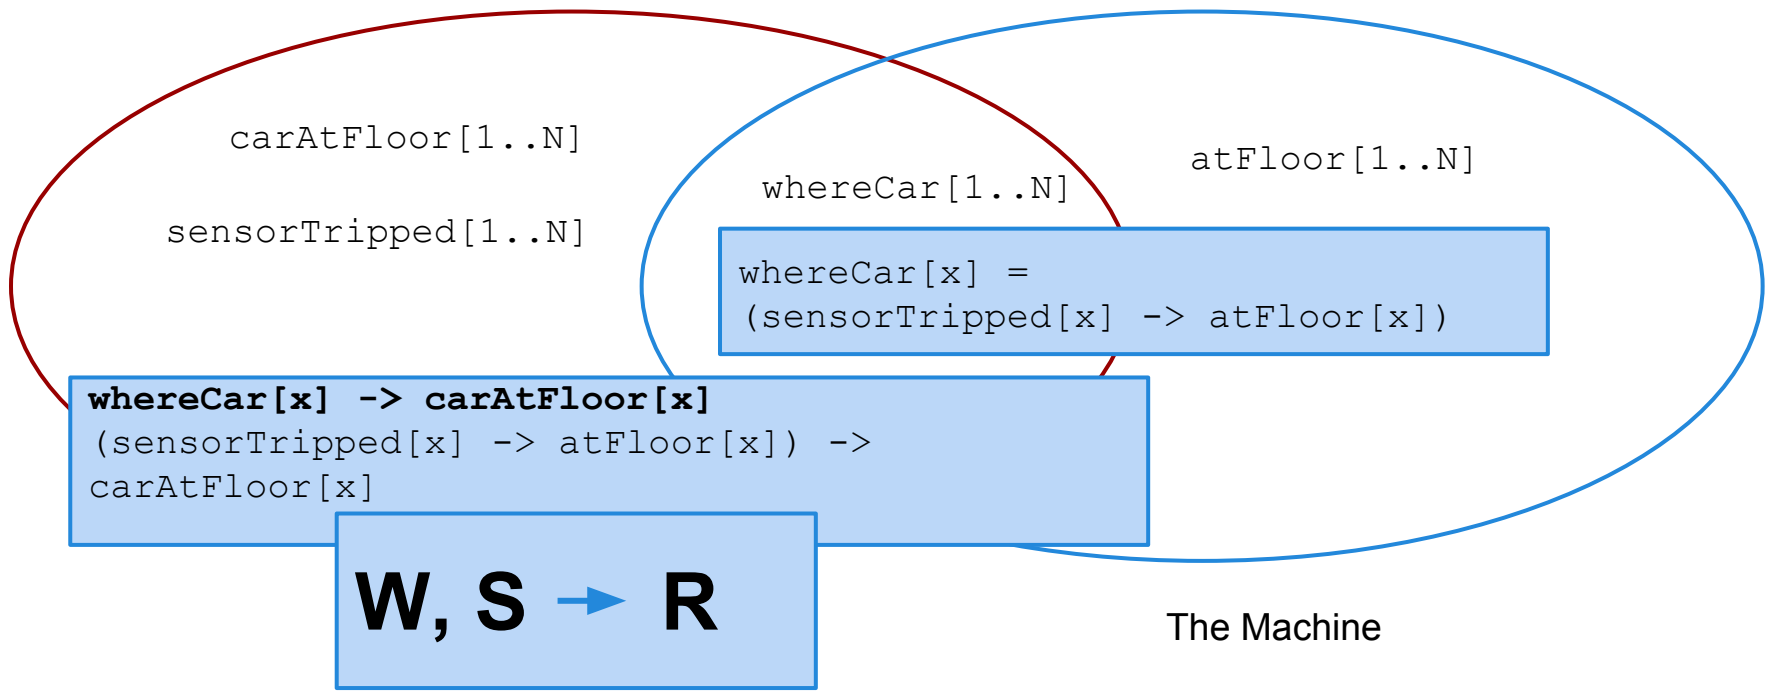 carAtFloor[1..N]
sensorTripped[1..N]
whereCar[1..N]
atFloor[1..N]
whereCar[x] =
(sensorTripped[x] -> atFloor[x])
whereCar[x] -> carAtFloor[x]
(sensorTripped[x] -> atFloor[x]) ->
carAtFloor[x]
W, S → R
The Machine